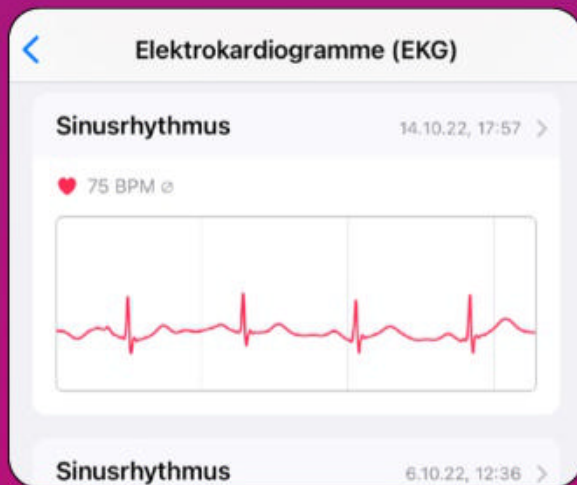 Elektrokardiogramme (EKG)
Sinusrhythmus 14.10.22, 17:57
75 BPM ⌀
Sinusrhythmus 6.10.22, 12:36